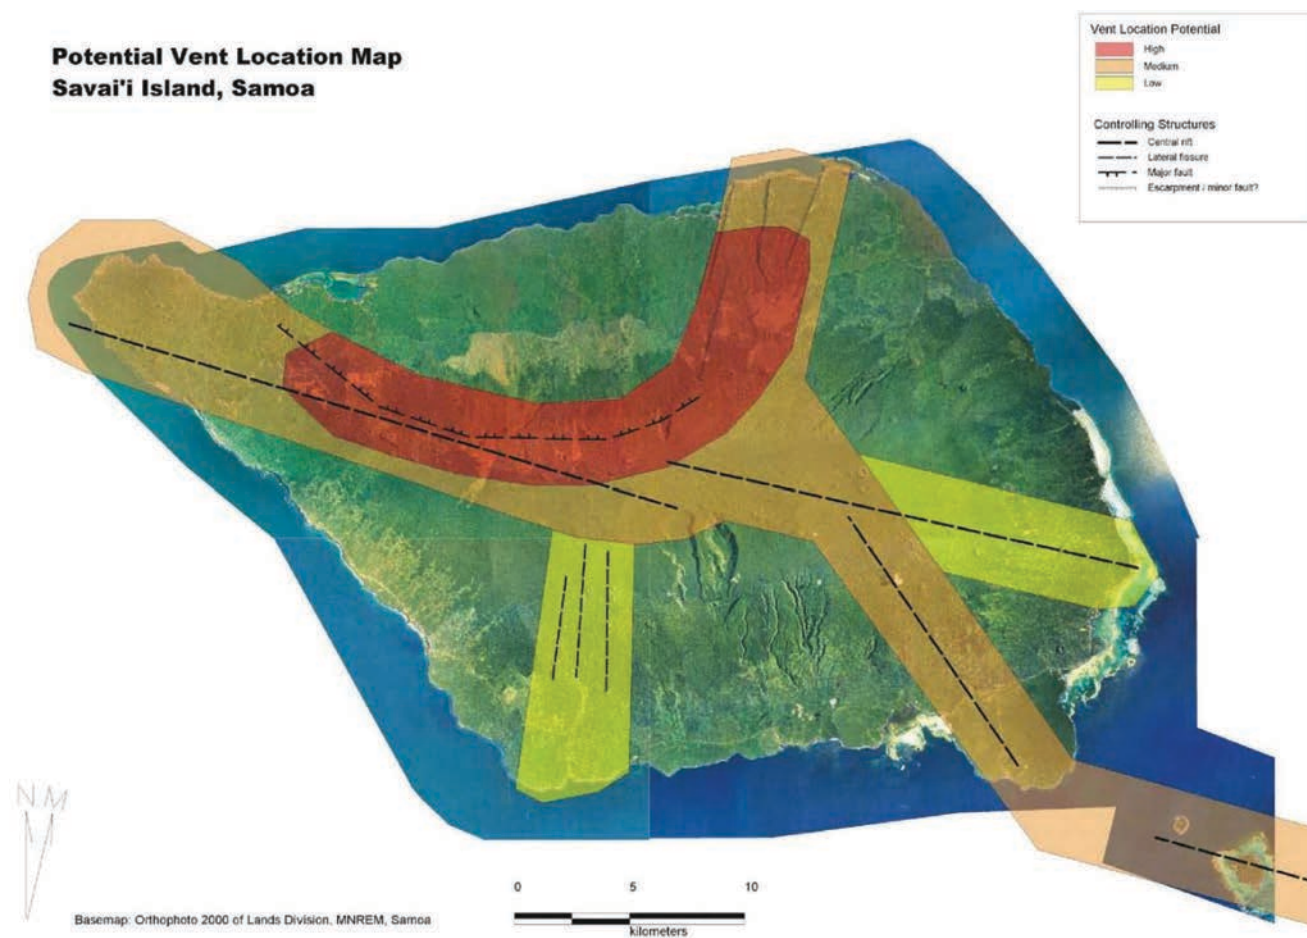 Potential Vent Location Map
Savai'i Island, Samoa
Vent Location Potential
High
Medium
Low
Controlling Structures
Central rift
Lateral fissure
Major fault
Escarpment / minor fault?
N M
0 5 10
kilometers
Basemap: Orthophoto 2000 of Lands Division, MNREM, Samoa